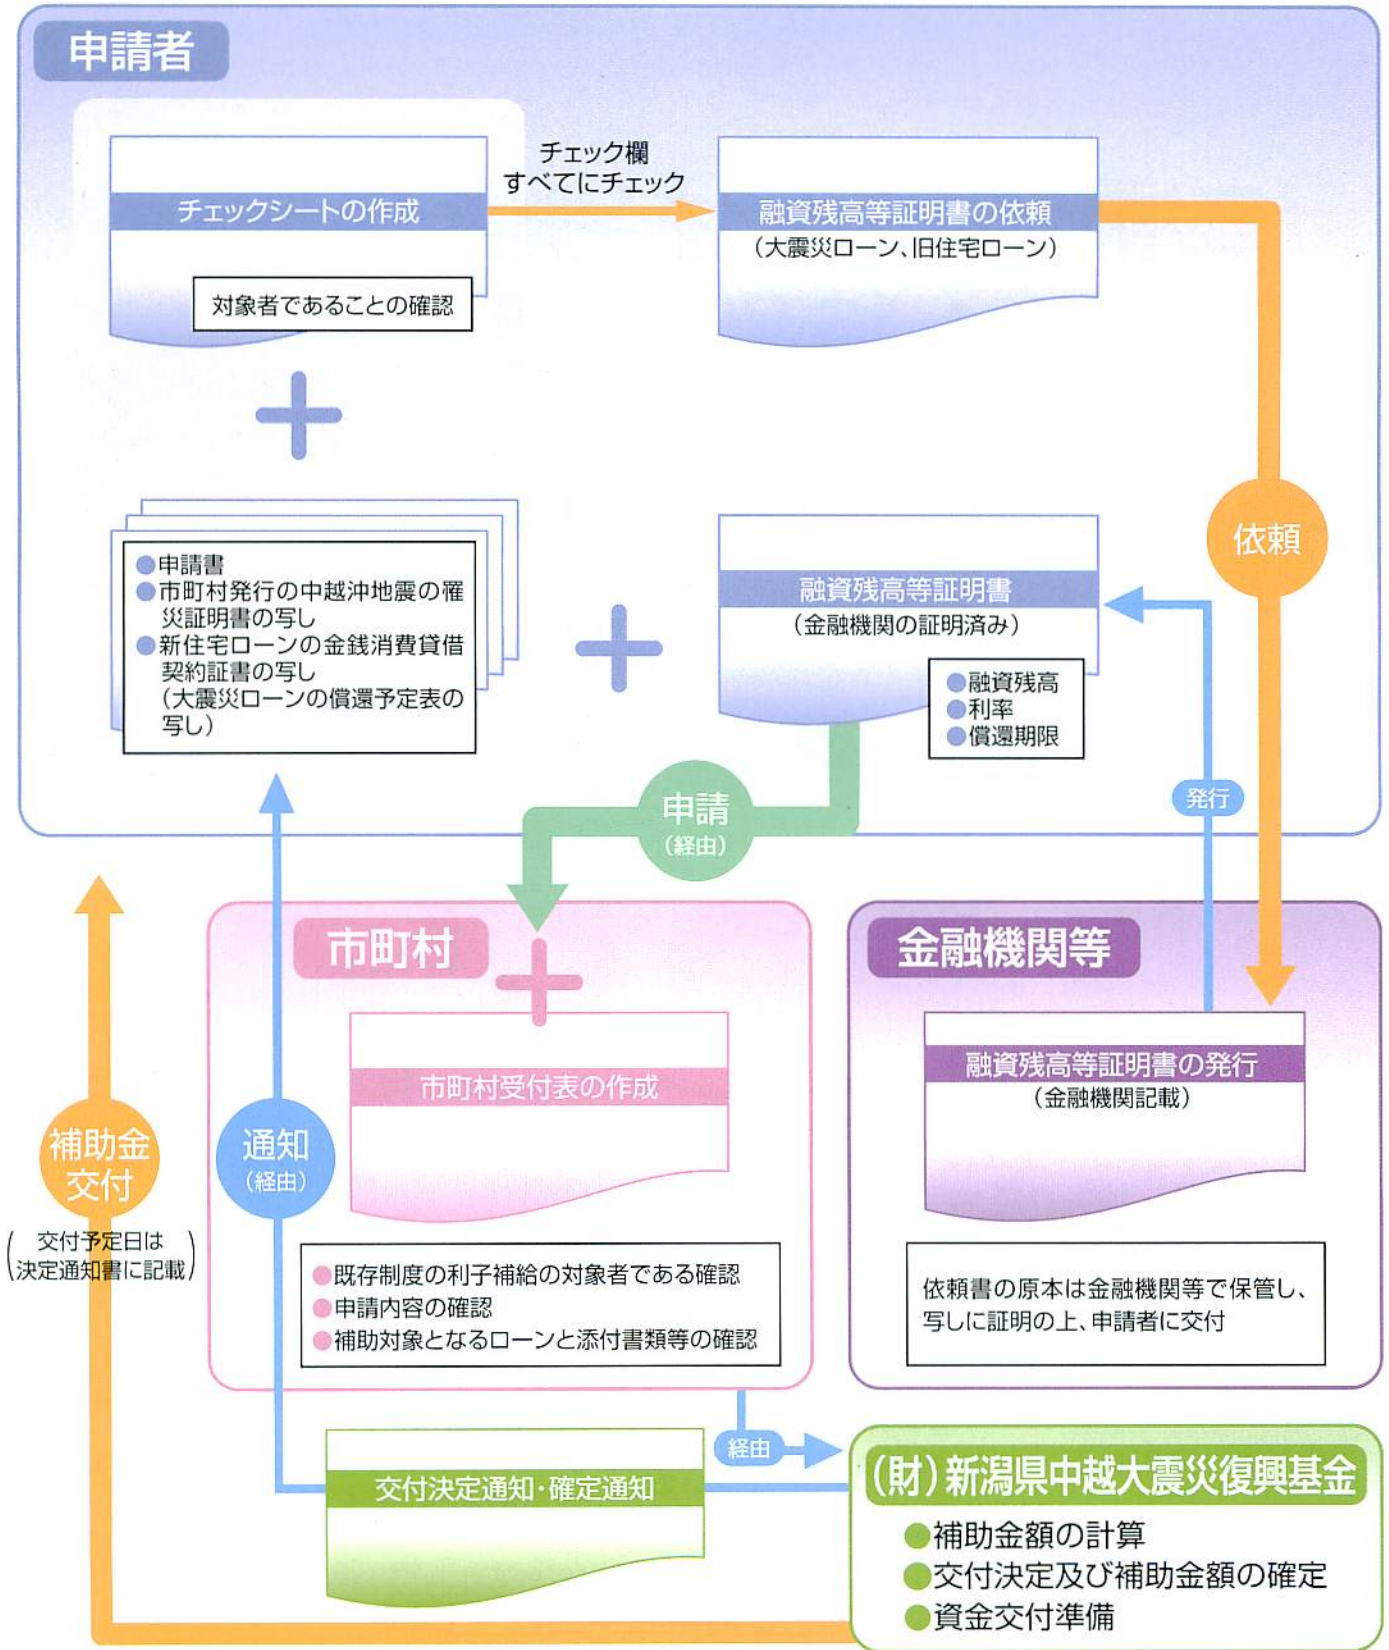 申請者
チェックシートの作成
対象者であることの確認
チェック欄
すべてにチェック
融資残高等証明書の依頼
(大震災ローン、旧住宅ローン)
依頼
●申請書
●市町村発行の中越沖地震の罹
災証明書の写し
●新住宅ローンの金銭消費貸借
契約証書の写し
(大震災ローンの償還予定表の
写し)
融資残高等証明書
(金融機関の証明済み)
●融資残高
●利率
●償還期限
発行
申請
(経由)
市町村
市町村受付表の作成
●既存制度の利子補給の対象者である確認
●申請内容の確認
●補助対象となるローンと添付書類等の確認
金融機関等
融資残高等証明書の発行
(金融機関記載)
依頼書の原本は金融機関等で保管し、
写しに証明の上、申請者に交付
補助金
交付
(交付予定日は
決定通知書に記載)
通知
(経由)
経由
交付決定通知・確定通知
(財)新潟県中越大震災復興基金
●補助金額の計算
●交付決定及び補助金額の確定
●資金交付準備